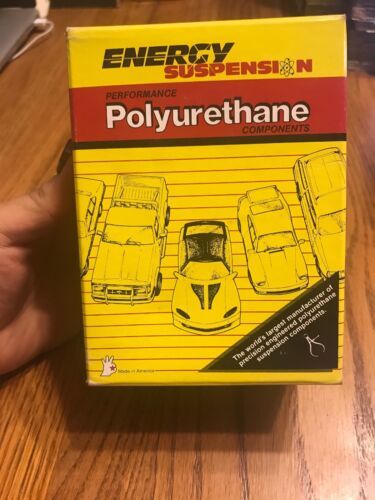 ENERGY
SUSPENSION
PERFORMANCE
Polyurethane
COMPONENTS
The world's largest manufacturer of
precision engineered polyurethane
suspension components.
Made in America